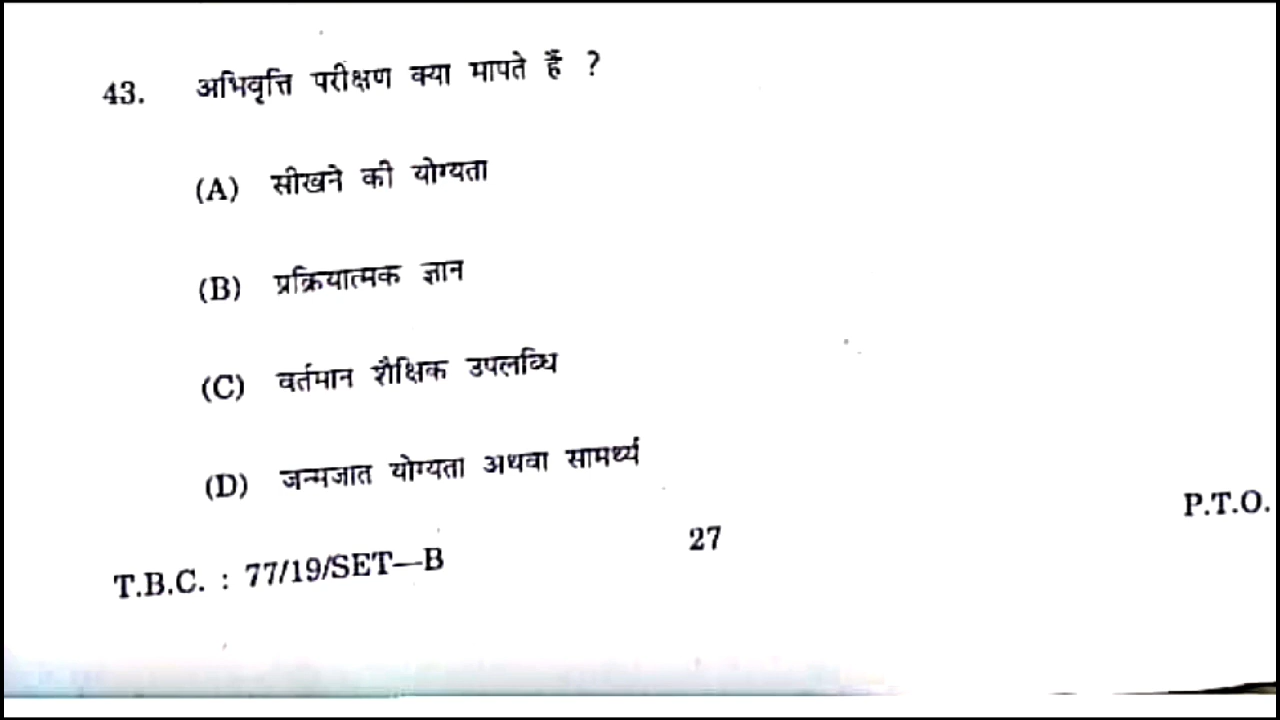 43. अभिवृत्ति परीक्षण क्या मापते हैं ?
(A) सीखने की योग्यता
(B) प्रक्रियात्मक ज्ञान
(C) वर्तमान शैक्षिक उपलब्धि
(D) जन्मजात योग्यता अथवा सामर्थ्य
T.B.C. : 77/19/SET—B 27 P.T.O.